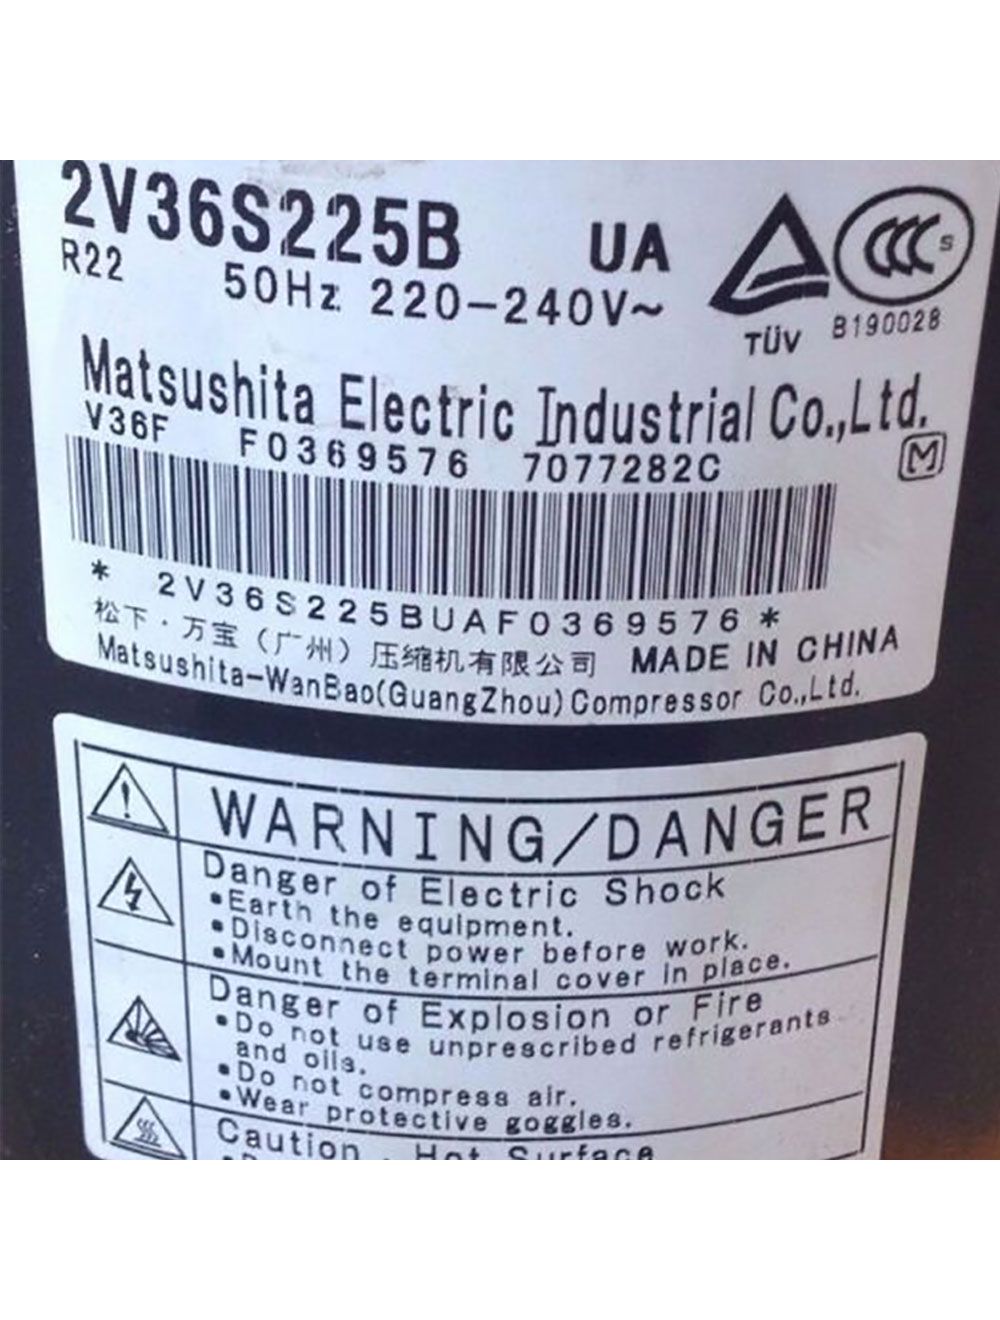 2V36S225B UA
R22 50Hz 220-240V~
CCC S
TÜV B190028
Matsushita Electric Industrial Co.,Ltd.
V36F F0369576 7077282C M
* 2V36S225BUAF0369576 *
松下·万宝（广州）压缩机有限公司 MADE IN CHINA
Matsushita-WanBao(GuangZhou)Compressor Co.,Ltd.
WARNING/DANGER
Danger of Electric Shock
•Earth the equipment.
•Disconnect power before work.
•Mount the terminal cover in place.
Danger of Explosion or Fire
•Do not use unprescribed refrigerants
and oils.
•Do not compress air.
•Wear protective goggles.
Caution . Hot Surface